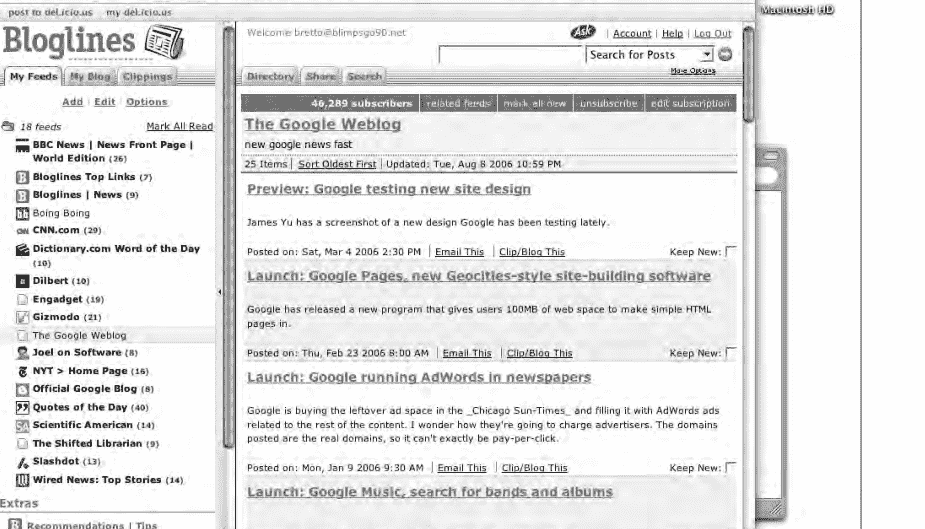 post to del.icio.us my del.icio.us
Macintosh HD
Bloglines
My Feeds My Blog Clippings
Add | Edit | Options
18 feeds Mark All Read
BBC News | News Front Page |
World Edition (26)
Bloglines Top Links (7)
Bloglines | News (9)
Boing Boing
CNN.com (29)
Dictionary.com Word of the Day
(10)
Dilbert (10)
Engadget (19)
Gizmodo (21)
The Google Weblog
Joel on Software (8)
NYT > Home Page (16)
Official Google Blog (8)
Quotes of the Day (40)
Scientific American (14)
The Shifted Librarian (9)
Slashdot (13)
Wired News: Top Stories (14)
Extras
Recommendations | Tips
Welcome bretto@blimpsgo90.net
Ask | Account | Help | Log Out
Search for Posts
More Options
Directory Share Search
46,289 subscribers | related feeds | mark all new | unsubscribe | edit subscription
The Google Weblog
new google news fast
25 Items | Sort Oldest First | Updated: Tue, Aug 8 2006 10:59 PM
Preview: Google testing new site design
James Yu has a screenshot of a new design Google has been testing lately.
Posted on: Sat, Mar 4 2006 2:30 PM | Email This | Clip/Blog This Keep New:
Launch: Google Pages, new Geocities-style site-building software
Google has released a new program that gives users 100MB of web space to make simple HTML
pages in.
Posted on: Thu, Feb 23 2006 8:00 AM | Email This | Clip/Blog This Keep New:
Launch: Google running AdWords in newspapers
Google is buying the leftover ad space in the _Chicago Sun-Times_ and filling it with AdWords ads
related to the rest of the content. I wonder how they're going to charge advertisers. The domains
posted are the real domains, so it can't exactly be pay-per-click.
Posted on: Mon, Jan 9 2006 9:30 AM | Email This | Clip/Blog This Keep New:
Launch: Google Music, search for bands and albums